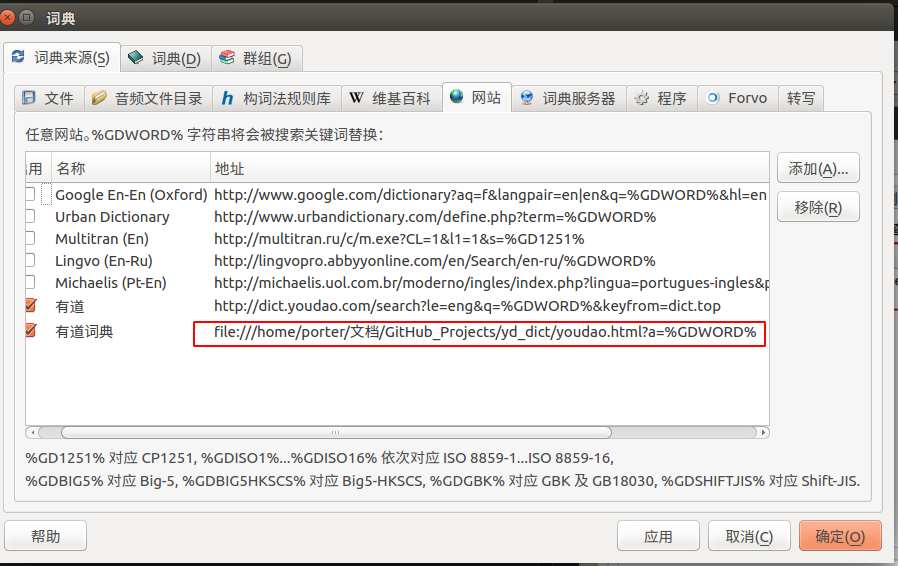 词典
词典来源(S) 词典(D) 群组(G)
文件 音频文件目录 构词法规则库 W 维基百科 网站 词典服务器 程序 Forvo 转写
任意网站。%GDWORD% 字符串将会被搜索关键词替换：
用 名称 地址
添加(A)...
Google En-En (Oxford) http://www.google.com/dictionary?aq=f&langpair=en|en&q=%GDWORD%&hl=en
移除(R)
Urban Dictionary http://www.urbandictionary.com/define.php?term=%GDWORD%
Multitran (En) http://multitran.ru/c/m.exe?CL=1&l1=1&s=%GD1251%
Lingvo (En-Ru) http://lingvopro.abbyyonline.com/en/Search/en-ru/%GDWORD%
Michaelis (Pt-En) http://michaelis.uol.com.br/moderno/ingles/index.php?lingua=portugues-ingles&p
有道 http://dict.youdao.com/search?le=eng&q=%GDWORD%&keyfrom=dict.top
有道词典 file:///home/porter/文档/GitHub_Projects/yd_dict/youdao.html?a=%GDWORD%
%GD1251% 对应 CP1251, %GDISO1%...%GDISO16% 依次对应 ISO 8859-1...ISO 8859-16,
%GDBIG5% 对应 Big-5, %GDBIG5HKSCS% 对应 Big5-HKSCS, %GDGBK% 对应 GBK 及 GB18030, %GDSHIFTJIS% 对应 Shift-JIS.
帮助 应用 取消(C) 确定(O)